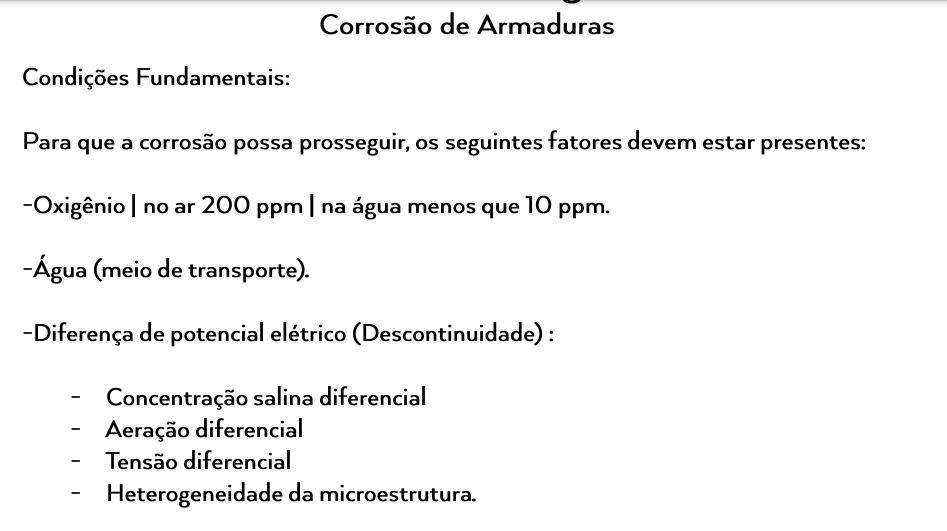 Corrosão de Armaduras
Condições Fundamentais:
Para que a corrosão possa prosseguir, os seguintes fatores devem estar presentes:
-Oxigênio | no ar 200 ppm | na água menos que 10 ppm.
-Água (meio de transporte).
-Diferença de potencial elétrico (Descontinuidade) :
- Concentração salina diferencial
- Aeração diferencial
- Tensão diferencial
- Heterogeneidade da microestrutura.